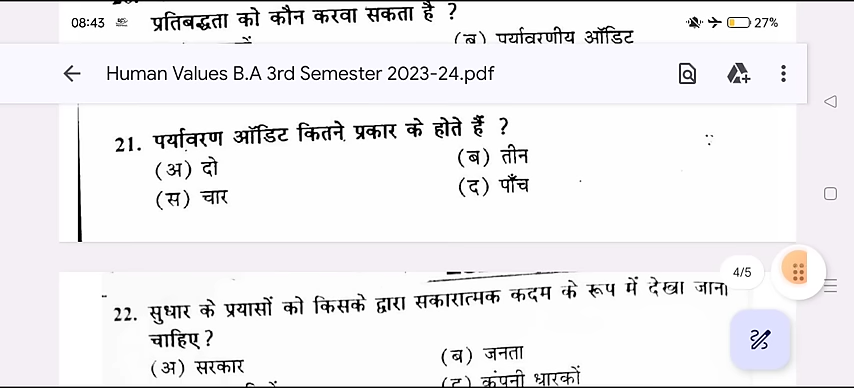 08:43
प्रतिबद्धता को कौन करवा सकता है ?
27%
(ब) पर्यावरणीय ऑडिट
Human Values B.A 3rd Semester 2023-24.pdf
21. पर्यावरण ऑडिट कितने प्रकार के होते हैं ?
(अ) दो
(ब) तीन
(स) चार
(द) पाँच
4/5
22. सुधार के प्रयासों को किसके द्वारा सकारात्मक कदम के रूप में देखा जाना
चाहिए ?
(अ) सरकार
(ब) जनता
(द) कंपनी धारकों